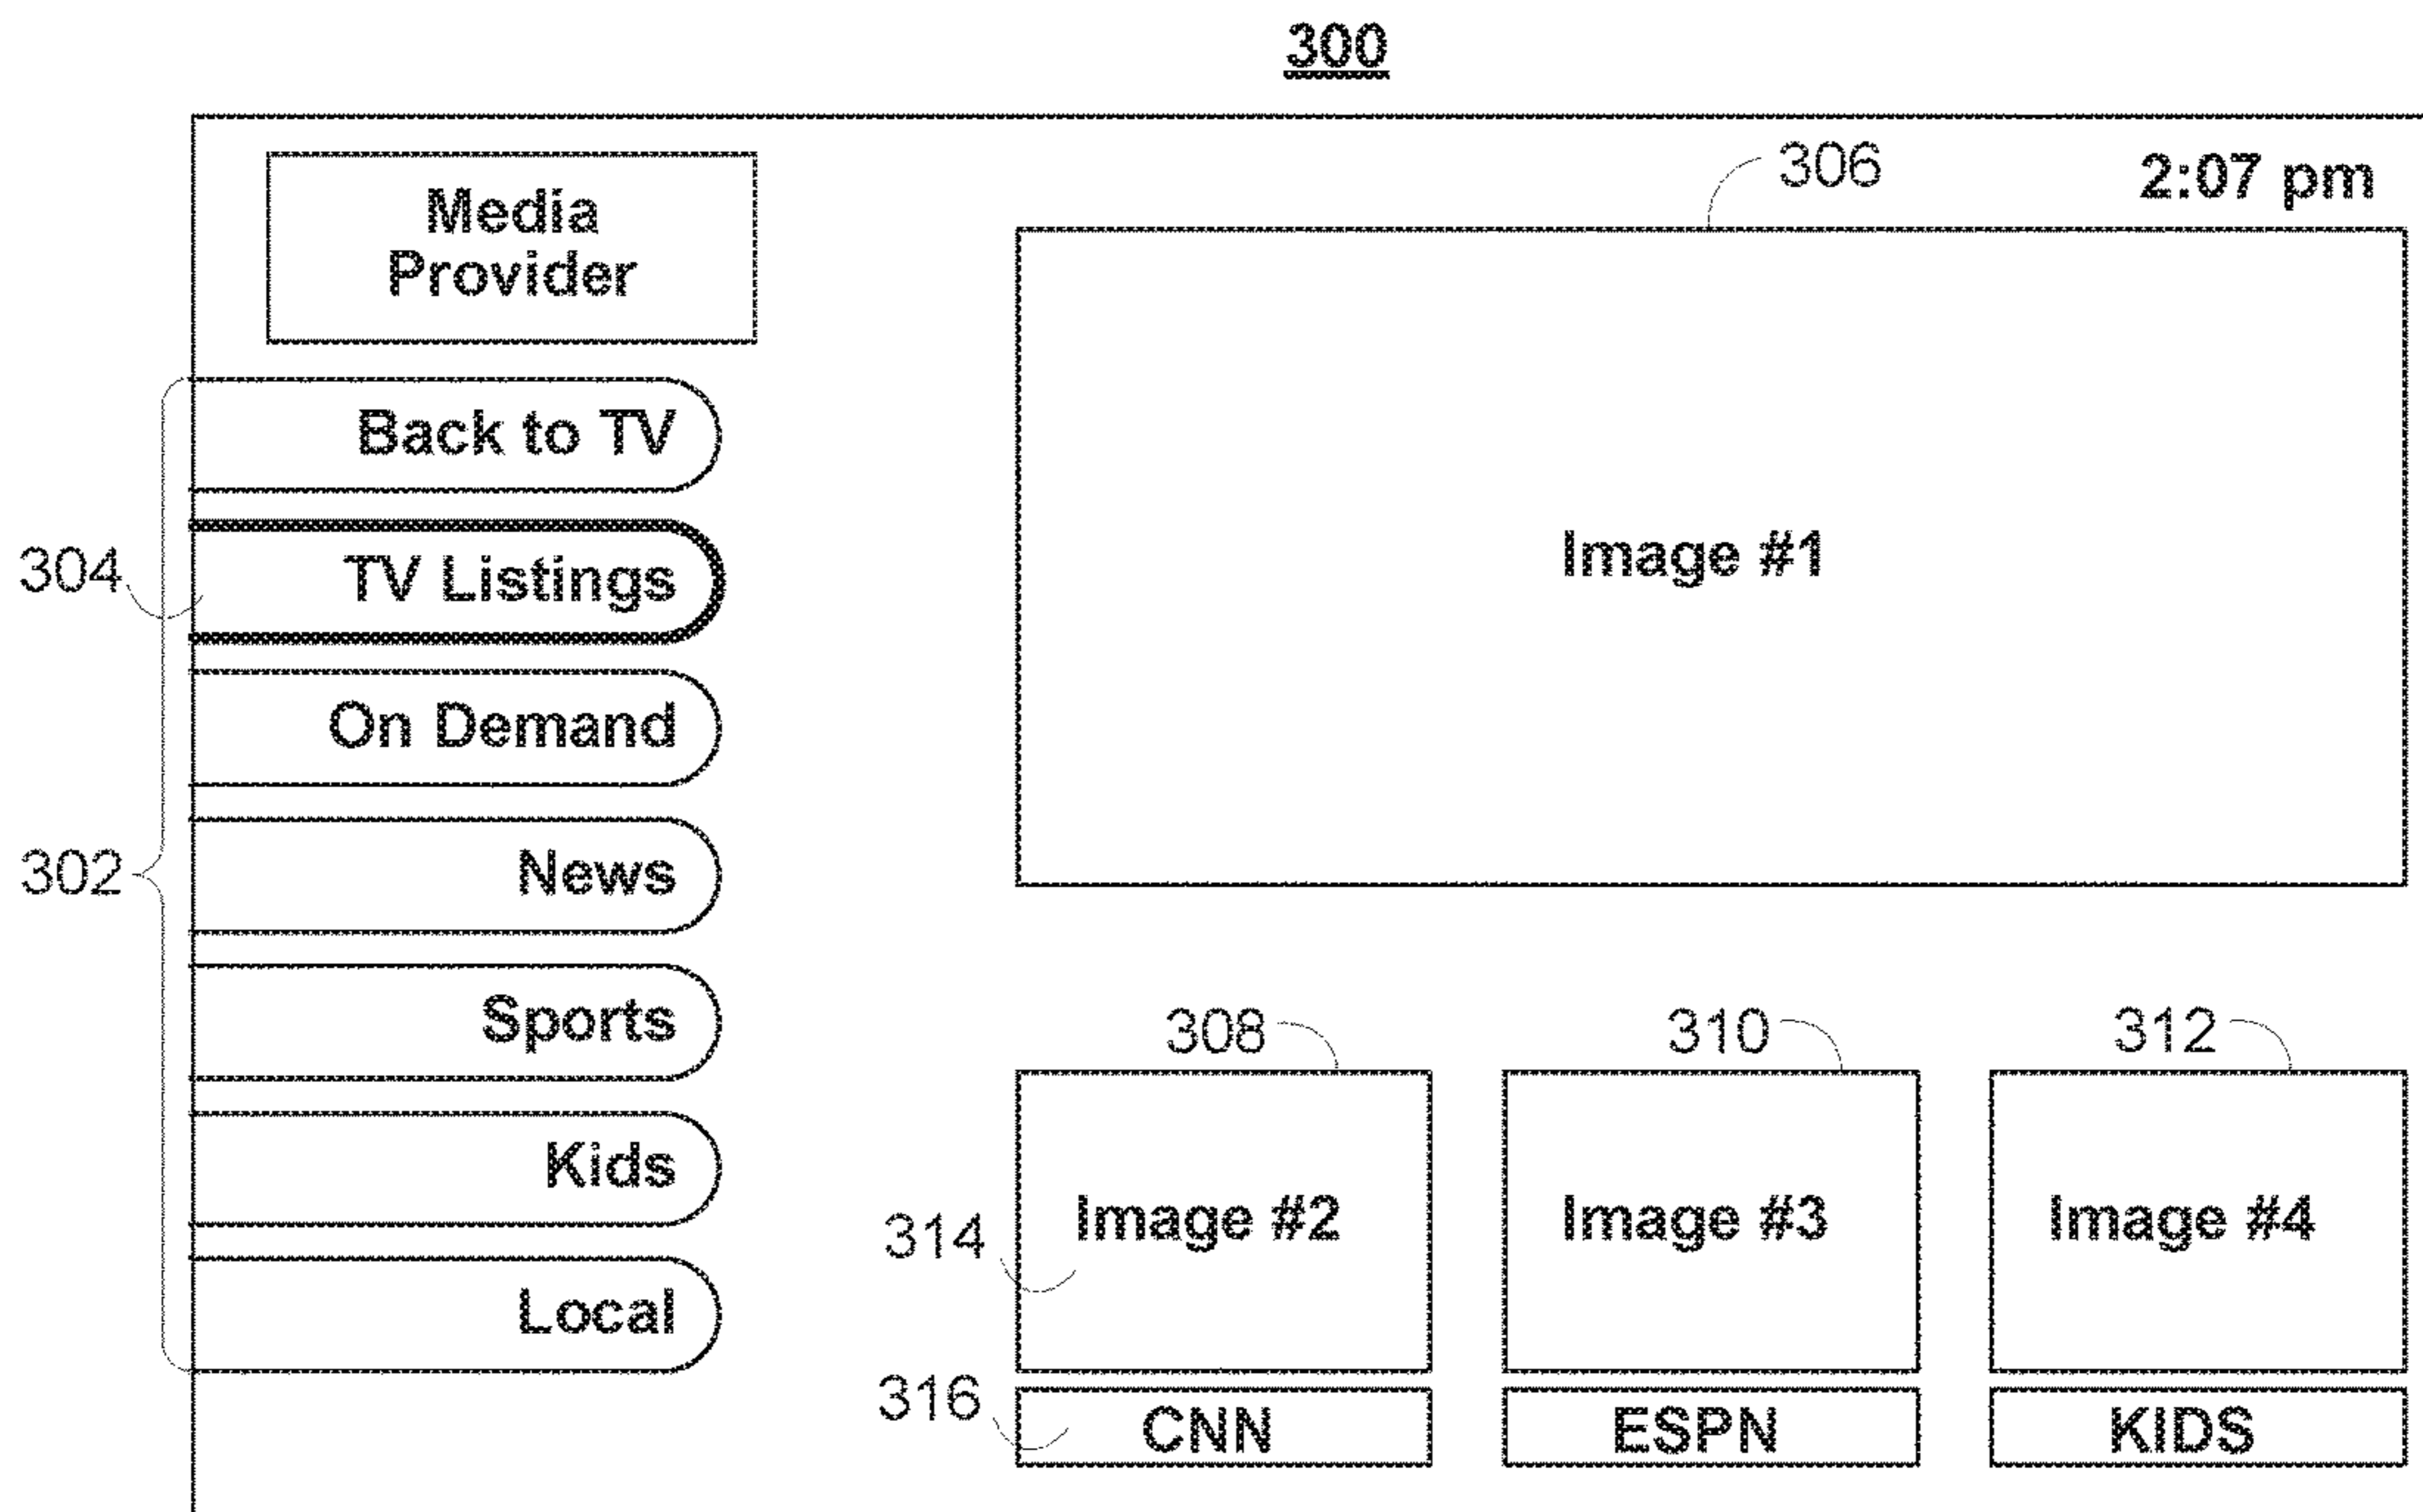 300
306
2:07 pm
Media
Provider
Back to TV
304
TV Listings
Image #1
On Demand
302
News
Sports
308
310
312
Kids
314
Image #2
Image #3
Image #4
Local
316
CNN
ESPN
KIDS